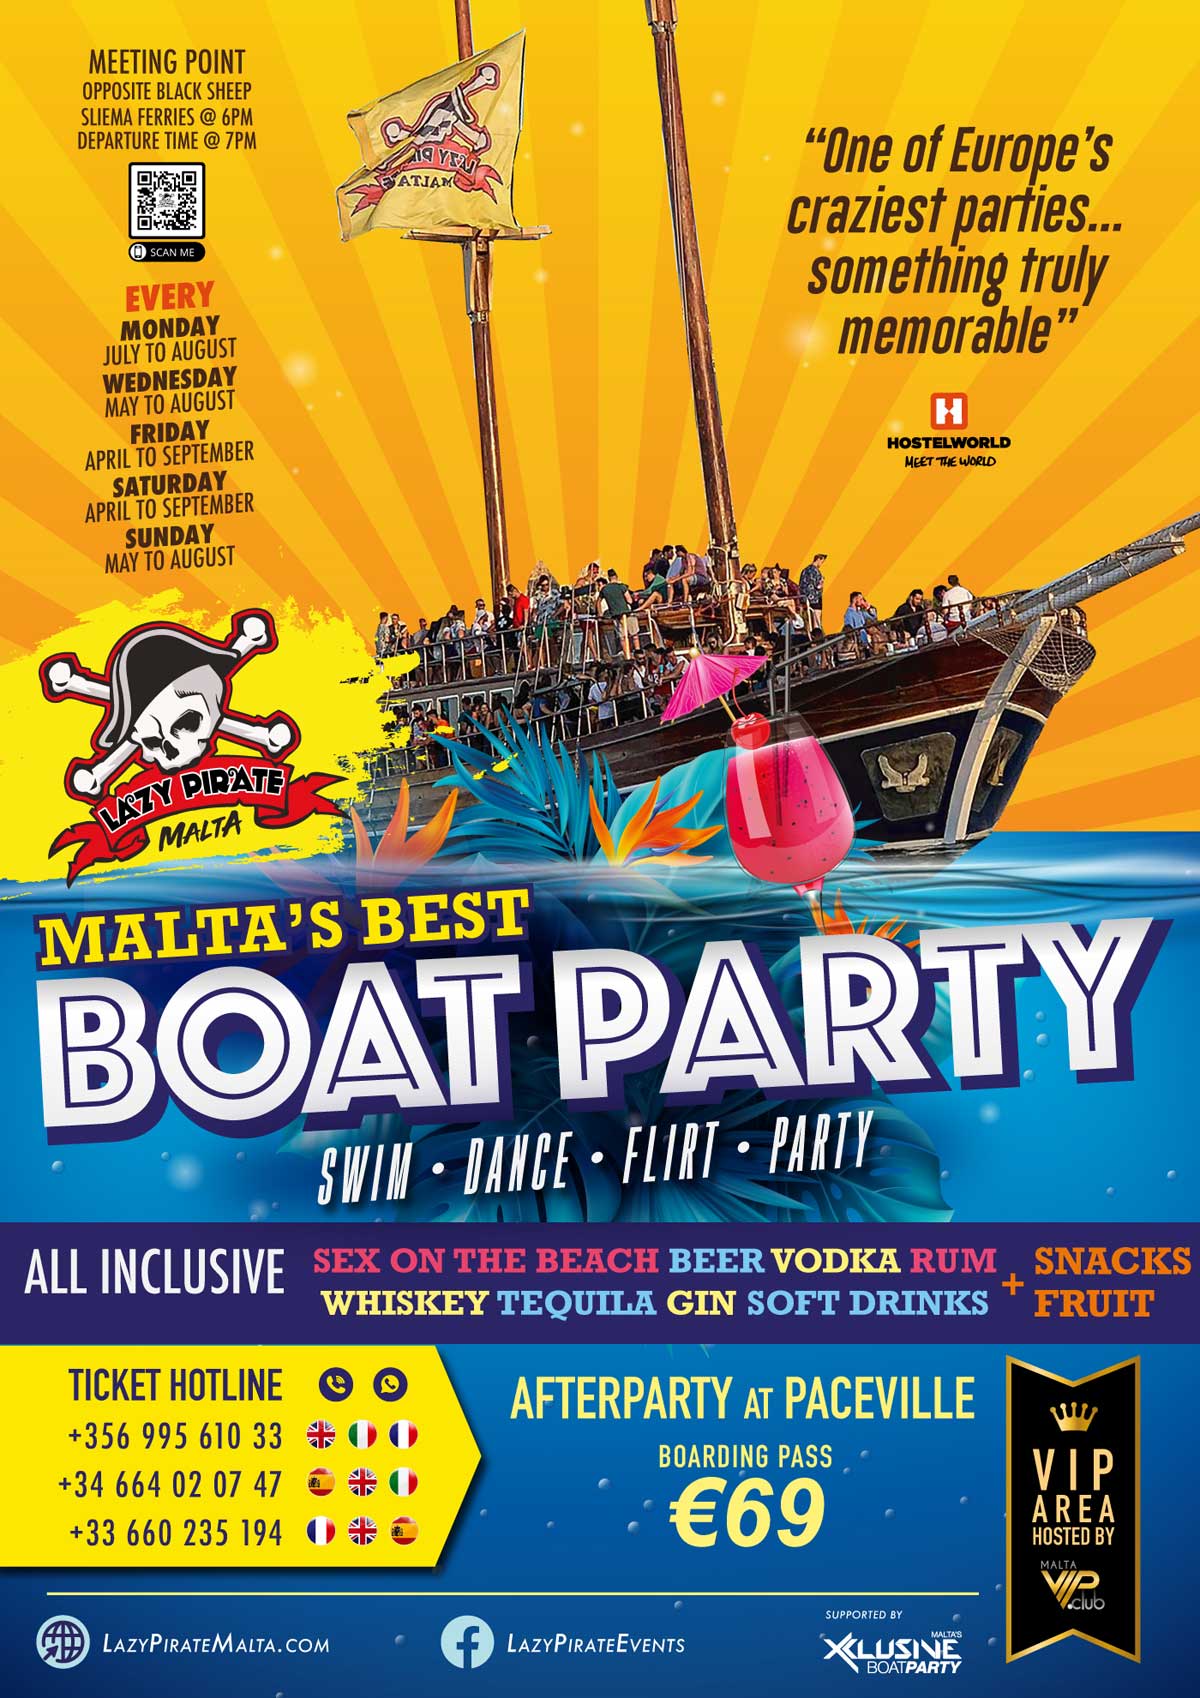 MEETING POINT
OPPOSITE BLACK SHEEP
SLIEMA FERRIES @ 6PM
DEPARTURE TIME @ 7PM
SCAN ME
EVERY
MONDAY
JULY TO AUGUST
WEDNESDAY
MAY TO AUGUST
FRIDAY
APRIL TO SEPTEMBER
SATURDAY
APRIL TO SEPTEMBER
SUNDAY
MAY TO AUGUST
LAZY PIRATE
MALTA
“One of Europe’s
craziest parties...
something truly
memorable”
H
HOSTELWORLD
MEET THE WORLD
LAZY PIRATE
MALTA
MALTA’S BEST
BOAT PARTY
SWIM • DANCE • FLIRT • PARTY
ALL INCLUSIVE
SEX ON THE BEACH BEER VODKA RUM
WHISKEY TEQUILA GIN SOFT DRINKS
+
SNACKS
FRUIT
TICKET HOTLINE
+356 995 610 33
+34 664 02 07 47
+33 660 235 194
AFTERPARTY AT PACEVILLE
BOARDING PASS
€69
VIP
AREA
HOSTED BY
MALTA
VIP
.club
LAZYPIRATEMALTA.COM
LAZYPIRATEEVENTS
SUPPORTED BY
MALTA'S
XCLUSIVE
BOATPARTY